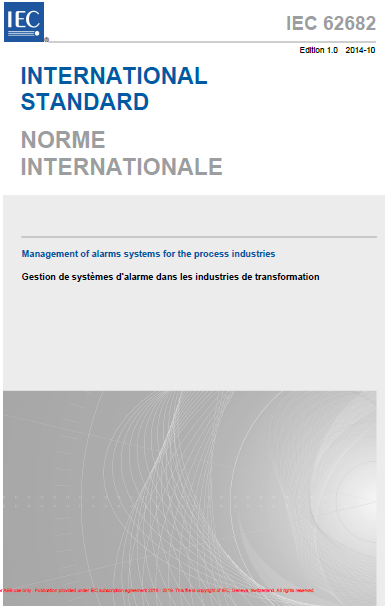 IEC
®
IEC 62682
Edition 1.0 2014-10
INTERNATIONAL
STANDARD
NORME
INTERNATIONALE
Management of alarms systems for the process industries
Gestion de systèmes d'alarme dans les industries de transformation
ABB use only - Publication provided under IEC subscription agreement 2015 - 2016. This file is copyright of IEC, Geneva, Switzerland. All rights reserved.